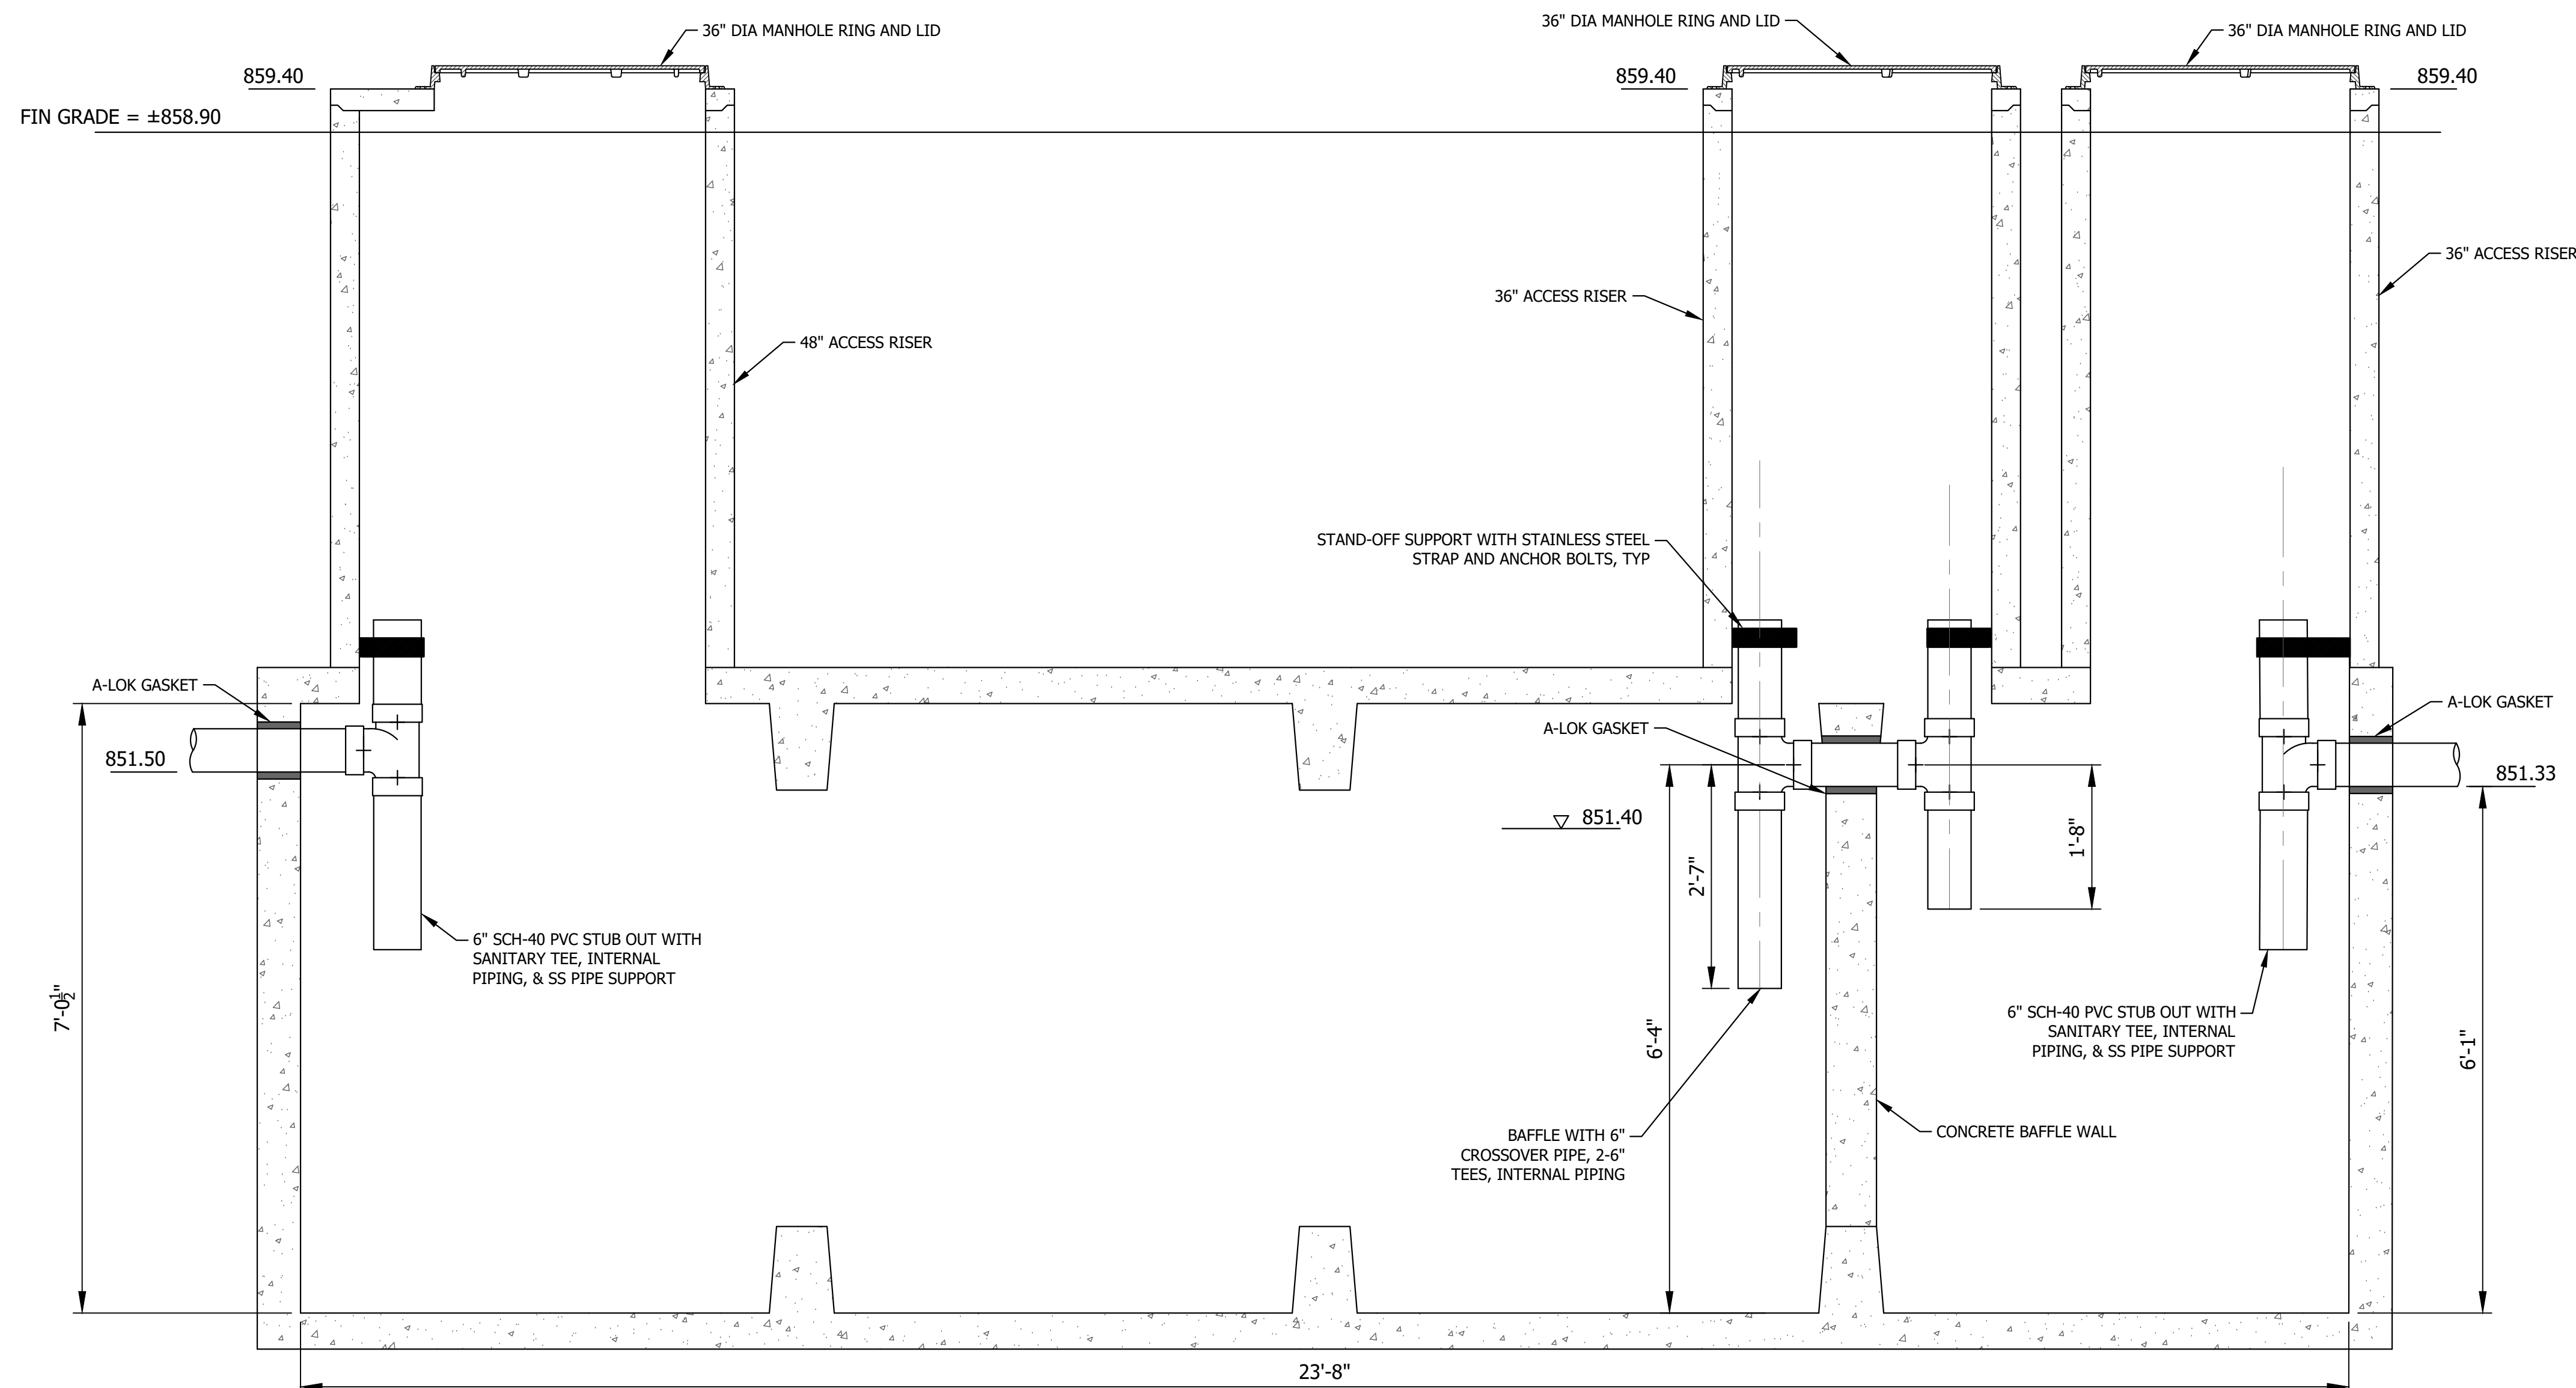 36" DIA MANHOLE RING AND LID
36" DIA MANHOLE RING AND LID
36" DIA MANHOLE RING AND LID
859.40
859.40
859.40
FIN GRADE = ±858.90
36" ACCESS RISER
36" ACCESS RISER
48" ACCESS RISER
STAND-OFF SUPPORT WITH STAINLESS STEEL
STRAP AND ANCHOR BOLTS, TYP
A-LOK GASKET
A-LOK GASKET
A-LOK GASKET
851.50
851.33
851.40
1'-8"
2'-7"
6" SCH-40 PVC STUB OUT WITH
SANITARY TEE, INTERNAL
PIPING, & SS PIPE SUPPORT
7'-0 1/2"
6'-4"
6" SCH-40 PVC STUB OUT WITH
SANITARY TEE, INTERNAL
PIPING, & SS PIPE SUPPORT
6'-1"
BAFFLE WITH 6"
CROSSOVER PIPE, 2-6"
TEES, INTERNAL PIPING
CONCRETE BAFFLE WALL
23'-8"